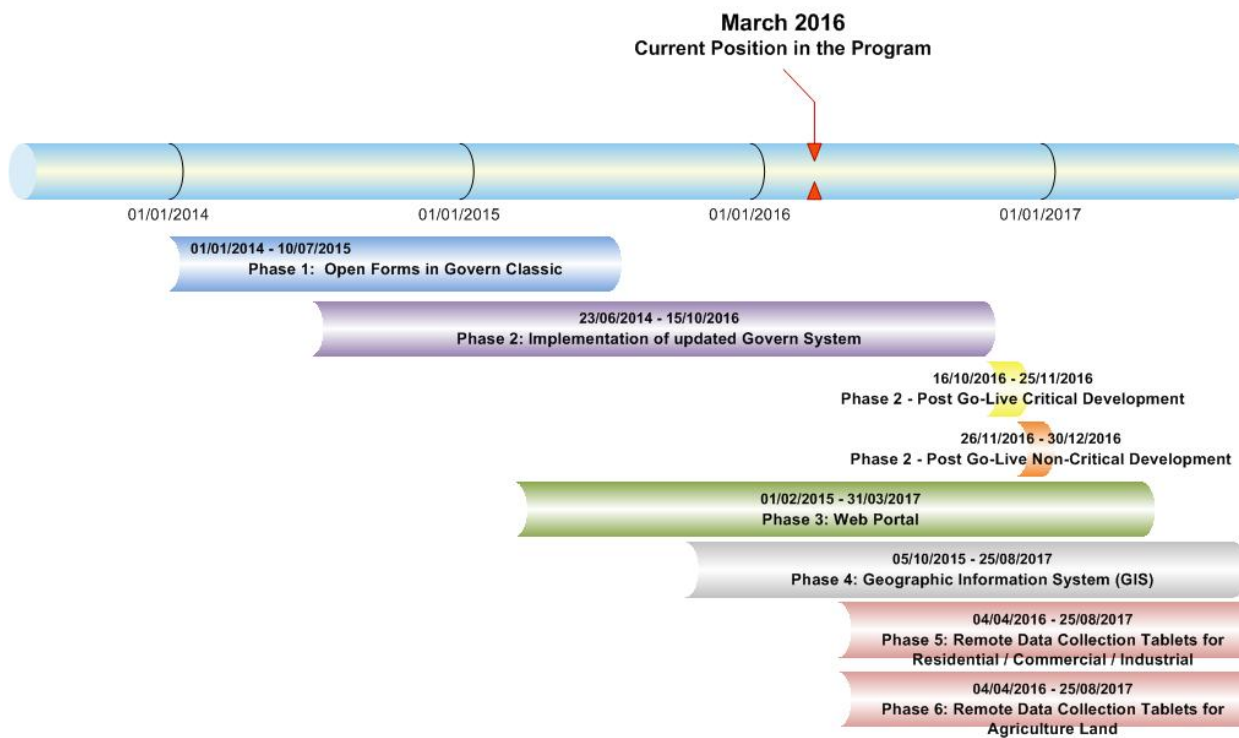 March 2016
Current Position in the Program
01/01/2014
01/01/2015
01/01/2016
01/01/2017
01/01/2014 - 10/07/2015
Phase 1: Open Forms in Govern Classic
23/06/2014 - 15/10/2016
Phase 2: Implementation of updated Govern System
16/10/2016 - 25/11/2016
Phase 2 - Post Go-Live Critical Development
26/11/2016 - 30/12/2016
Phase 2 - Post Go-Live Non-Critical Development
01/02/2015 - 31/03/2017
Phase 3: Web Portal
05/10/2015 - 25/08/2017
Phase 4: Geographic Information System (GIS)
04/04/2016 - 25/08/2017
Phase 5: Remote Data Collection Tablets for
Residential / Commercial / Industrial
04/04/2016 - 25/08/2017
Phase 6: Remote Data Collection Tablets for
Agriculture Land